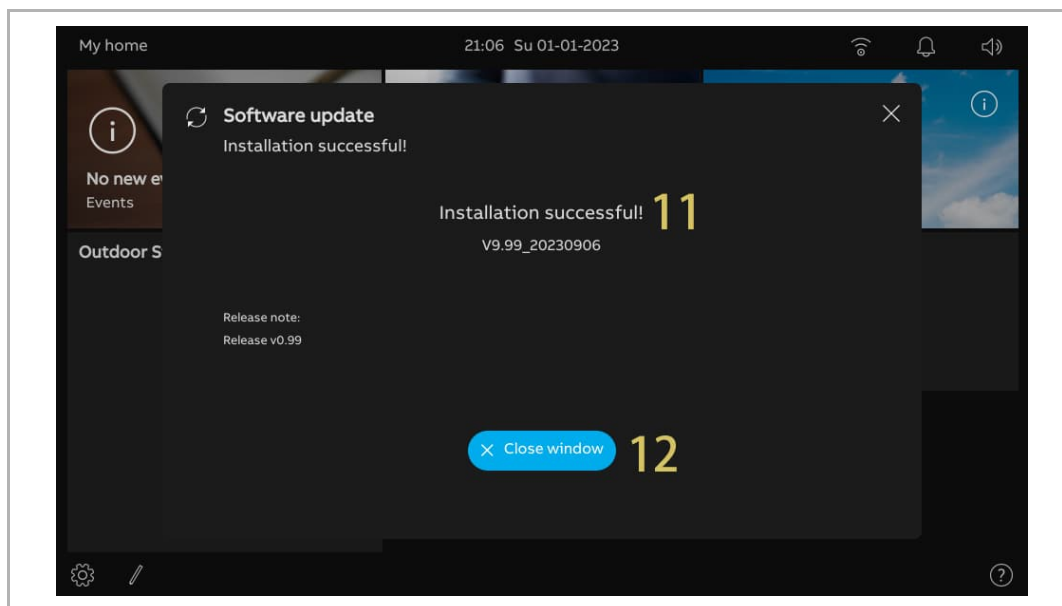 My home
21:06 Su 01-01-2023
Software update
Installation successful!
No new e
Events
Installation successful! 11
V9.99_20230906
Outdoor S
Release note:
Release v0.99
Close window 12